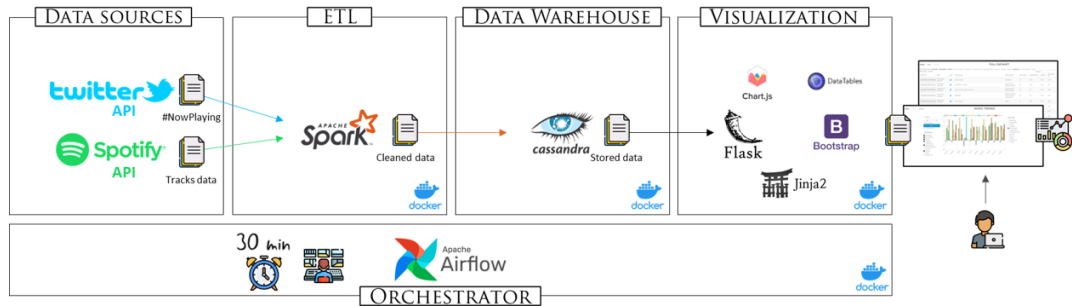 DATA SOURCES
ETL
DATA WAREHOUSE
VISUALIZATION
twitter
API
#NowPlaying
Spotify
API
Tracks data
APACHE
Spark
Cleaned data
docker
cassandra
Stored data
docker
Chart.js
DataTables
Flask
Bootstrap
Jinja2
docker
30 min
Apache
Airflow
docker
ORCHESTRATOR